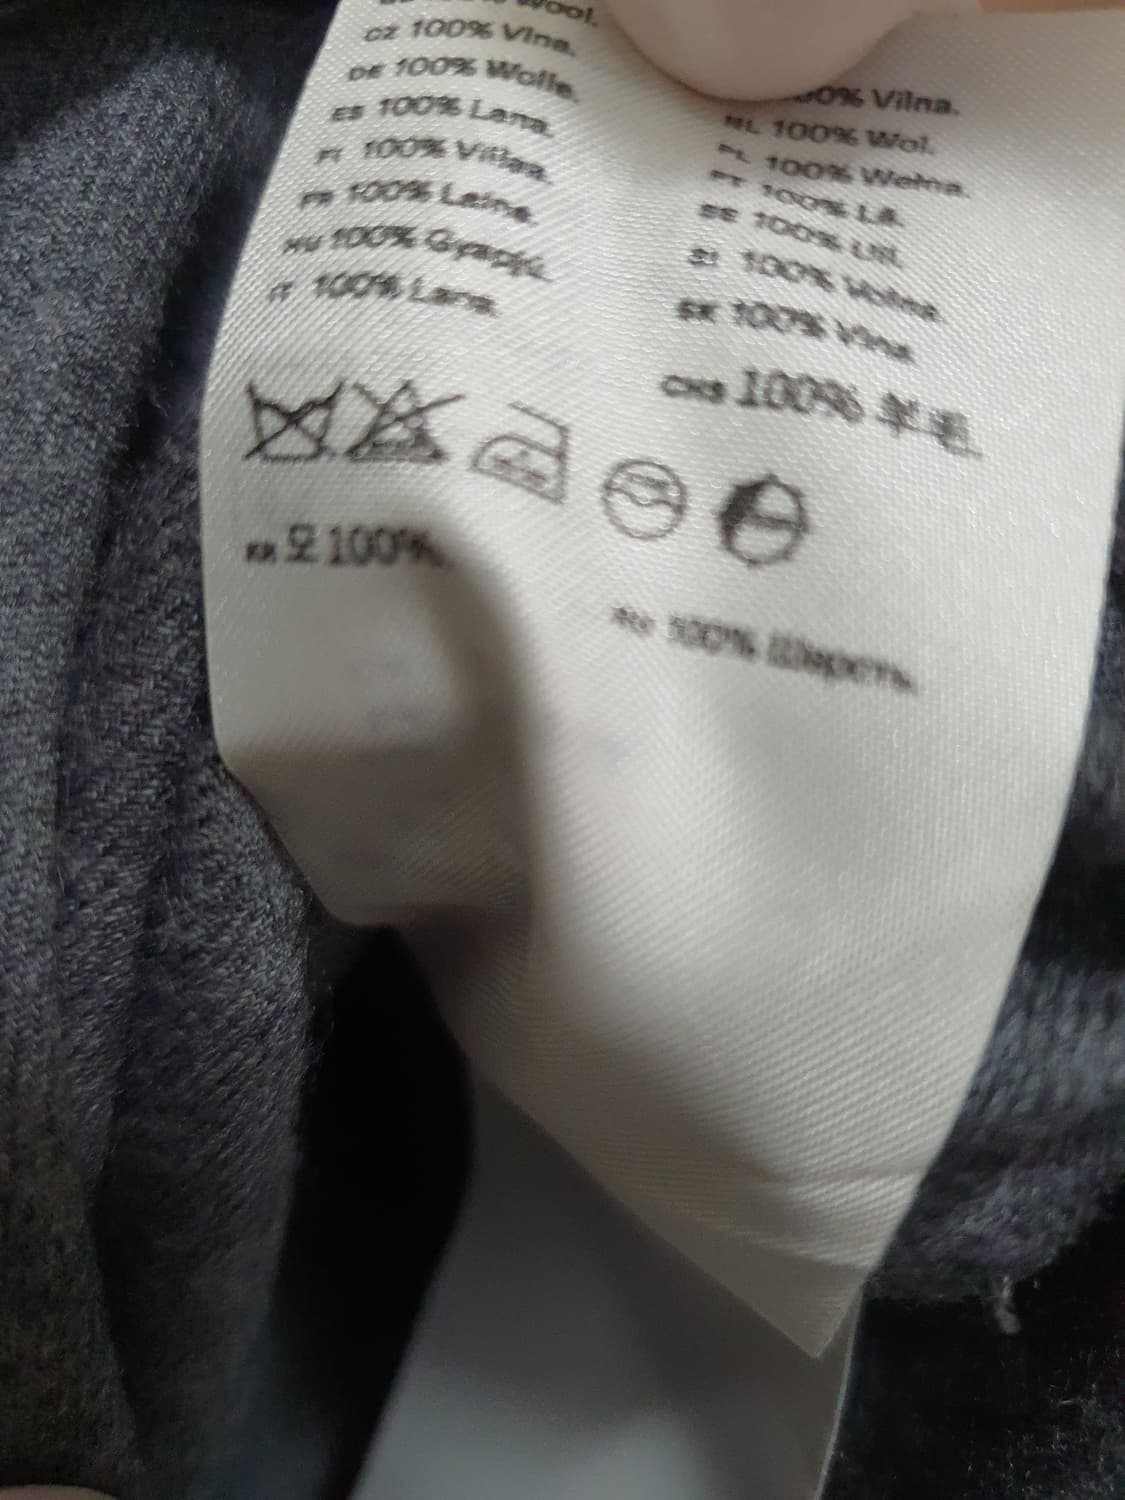 Wool.
CZ 100% Vlna.
DE 100% Wolle.
ES 100% Lana.
FI 100% Villaa.
FR 100% Laine.
HU 100% Gyapjú.
IT 100% Lana.
00% Vilna.
NL 100% Wol.
PL 100% Wełna.
PT 100% Lã.
SE 100% Ull.
SI 100% Volna.
SK 100% Vlna.
CHS 100% 羊毛.
KR 모 100%.
RU 100% Шерсть.